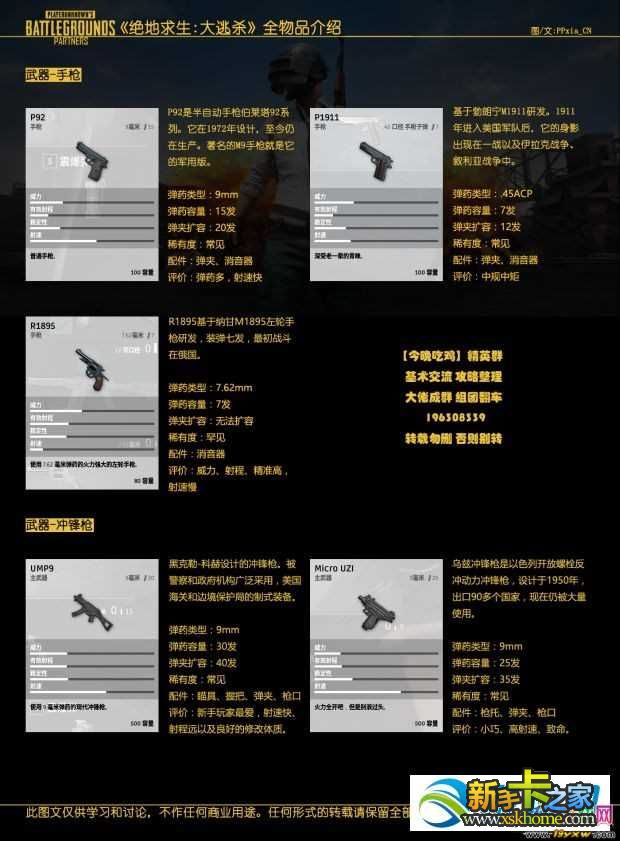 PLAYERUNKNOWN'S
BATTLEGROUNDS
PARTNERS
《绝地求生:大逃杀》全物品介绍
图/文:PPxia_CN
武器-手枪
P92
手枪
9毫米 / 15
威力
有效射程
稳定性
射速
普通手枪。
100 容量
P92是半自动手枪伯莱塔92系
列。它在1972年设计，至今仍
在生产。著名的M9手枪就是它
的军用版。
弹药类型：9mm
弹药容量：15发
弹夹扩容：20发
稀有度：常见
配件：弹夹、消音器
评价：弹药多，射速快
P1911
手枪
.45 口径 手枪子弹 / 7
威力
有效射程
稳定性
射速
深受老一辈的青睐。
100 容量
基于勃朗宁M1911研发。1911
年进入美国军队后，它的身影
出现在一战以及伊拉克战争、
叙利亚战争中。
弹药类型：.45ACP
弹药容量：7发
弹夹扩容：12发
稀有度：常见
配件：弹夹、消音器
评价：中规中矩
R1895
手枪
7.62毫米 / 7
威力
有效射程
稳定性
射速
使用 7.62 毫米弹药的火力强大的左轮手枪。
80 容量
R1895基于纳甘M1895左轮手
枪研发，装弹七发，最初战斗
在俄国。
弹药类型：7.62mm
弹药容量：7发
弹夹扩容：无法扩容
稀有度：罕见
配件：消音器
评价：威力、射程、精准高，
射速慢
【今晚吃鸡】精英群
基术交流 攻略整理
大佬成群 组团翻车
196308339
转载勿删 否则别转
武器-冲锋枪
UMP9
主武器
9毫米 / 30
威力
有效射程
稳定性
射速
使用 9 毫米弹药的现代冲锋枪。
500 容量
黑克勒-科赫设计的冲锋枪。被
警察和政府机构广泛采用，美国
海关和边境保护局的制式装备。
弹药类型：9mm
弹药容量：30发
弹夹扩容：40发
稀有度：常见
配件：瞄具、握把、弹夹、枪口
评价：新手玩家最爱，射速快、
射程远以及良好的修改体质。
Micro UZI
主武器
9毫米 / 25
威力
有效射程
稳定性
射速
火力全开吧，但是别浪过头。
500 容量
乌兹冲锋枪是以色列开放螺栓反
冲动力冲锋枪，设计于1950年，
出口90多个国家，现在仍被大量
使用。
弹药类型：9mm
弹药容量：25发
弹夹扩容：35发
稀有度：常见
配件：枪托、弹夹、枪口
评价：小巧、高射速、致命。
此图文仅供学习和讨论，不作任何商业用途。任何形式的转载请保留全部
新手卡之家
www.xskhome.com
网
www.19yxw.com